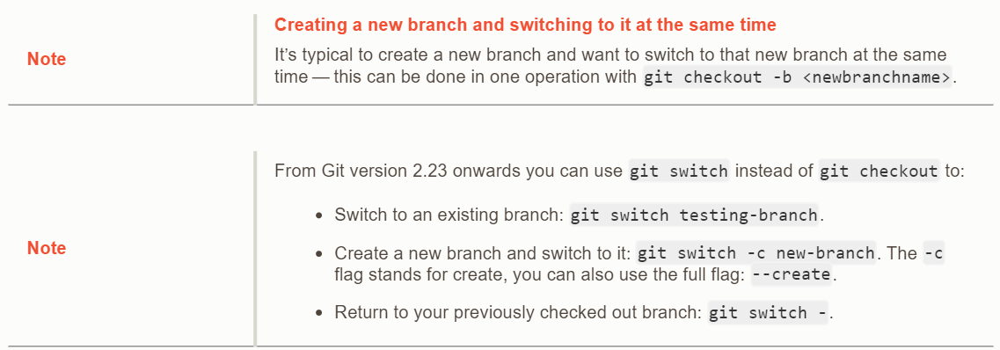 Creating a new branch and switching to it at the same time
Note
It’s typical to create a new branch and want to switch to that new branch at the same
time — this can be done in one operation with git checkout -b <newbranchname>.
From Git version 2.23 onwards you can use git switch instead of git checkout to:
• Switch to an existing branch: git switch testing-branch.
Note
• Create a new branch and switch to it: git switch -c new-branch. The -c
flag stands for create, you can also use the full flag: --create.
• Return to your previously checked out branch: git switch -.